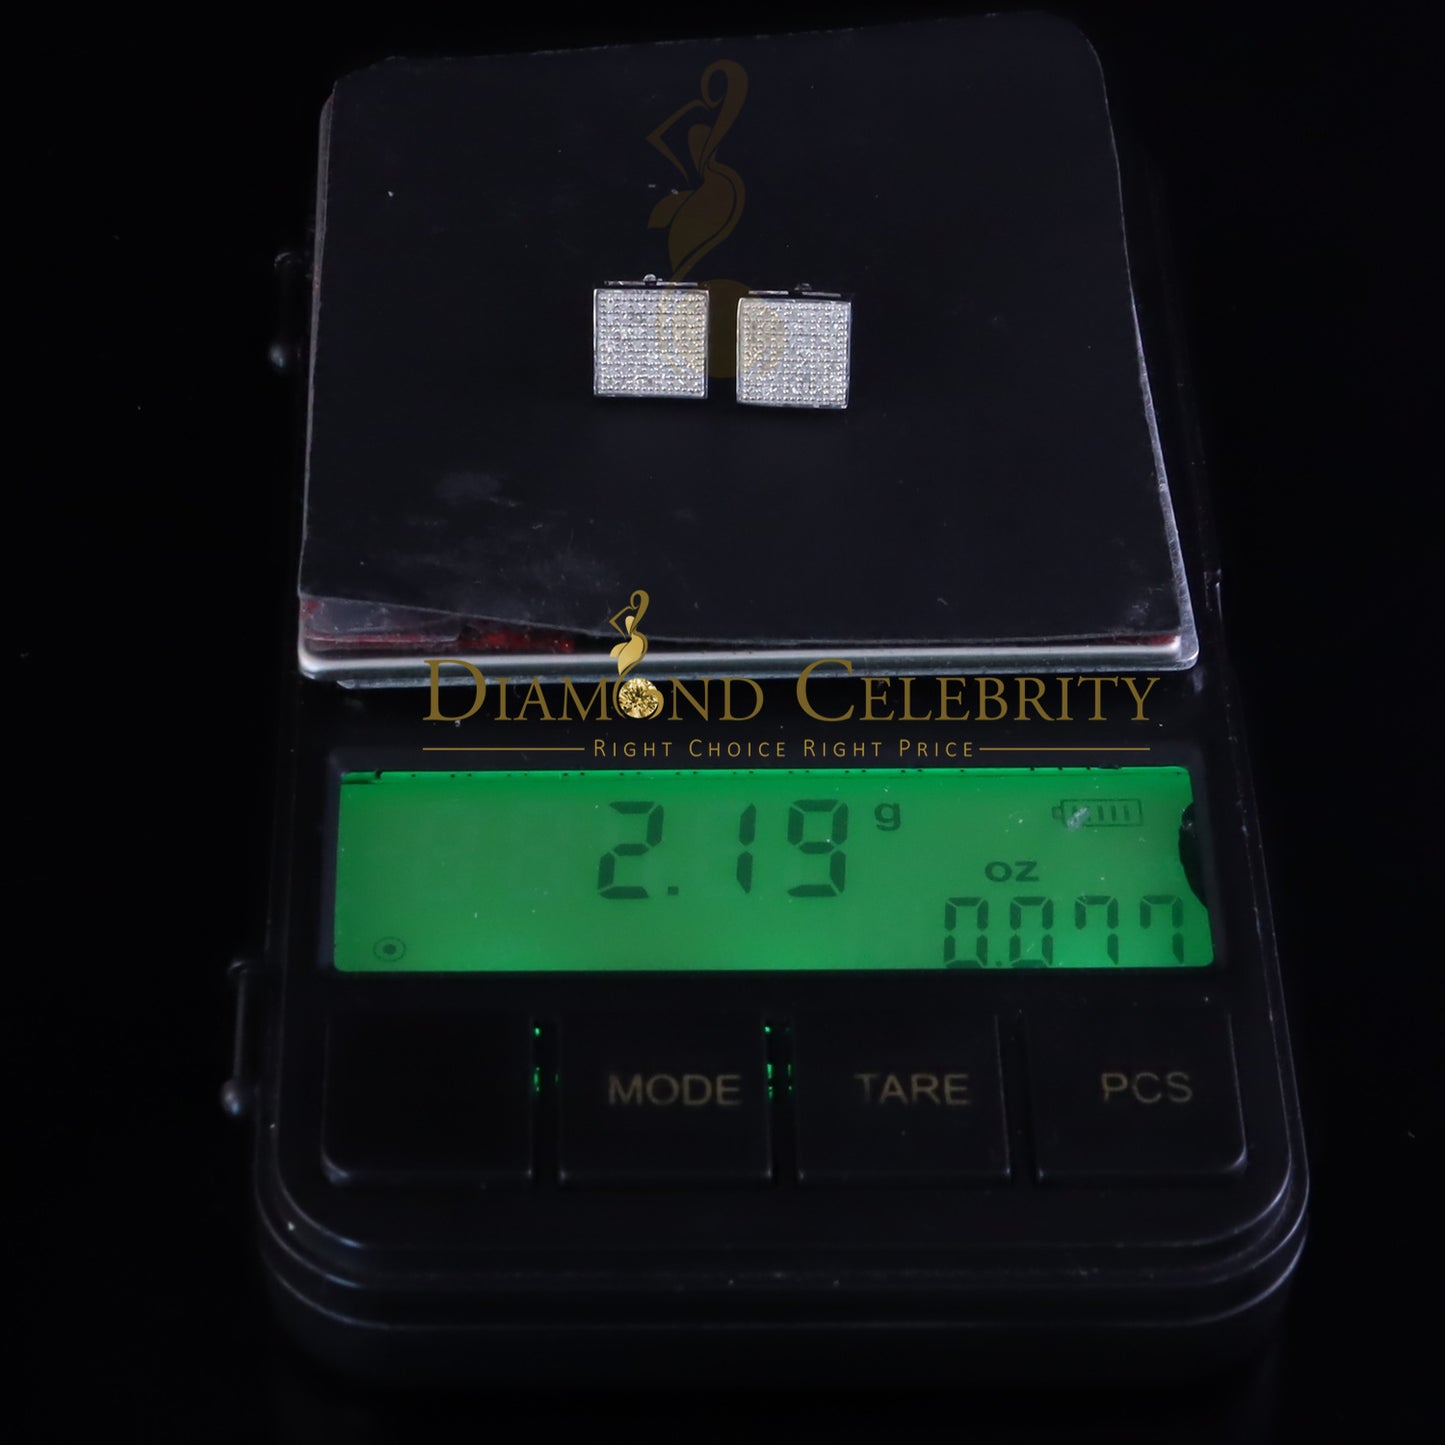 DIAMOND CELEBRITY
RIGHT CHOICE RIGHT PRICE
2.19 g
oz
0.077
MODE TARE PCS